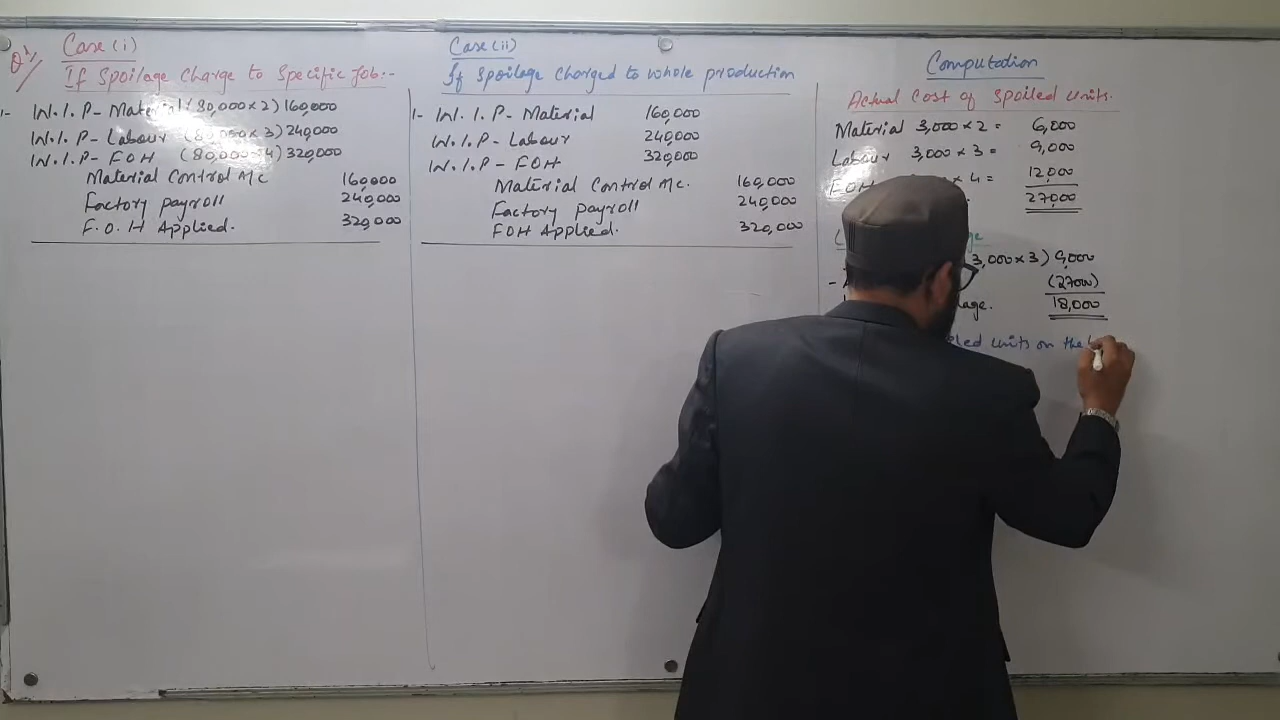 Q1/
Case (i)
If Spoilage Charge to Specific Job:-
1- W.I.P- Material (80,000 x 2) 160,000
W.I.P- Labour (80,000 x 3) 240,000
W.I.P- FOH (80,000 x 4) 320,000
Material Control A/c 160,000
Factory payroll 240,000
F.O.H Applied. 320,000
Case (ii)
If Spoilage Charged to whole production
1- W.I.P- Material 160,000
W.I.P- Labour 240,000
W.I.P- FOH 320,000
Material Control A/c. 160,000
Factory payroll 240,000
FOH Applied. 320,000
Computation
Actual Cost of Spoiled units.
Material 3,000 x 2 = 6,000
Labour 3,000 x 3 = 9,000
FOH x 4 = 12,000
27,000
3,000 x 3) 9,000
(27000)
18,000
units on the